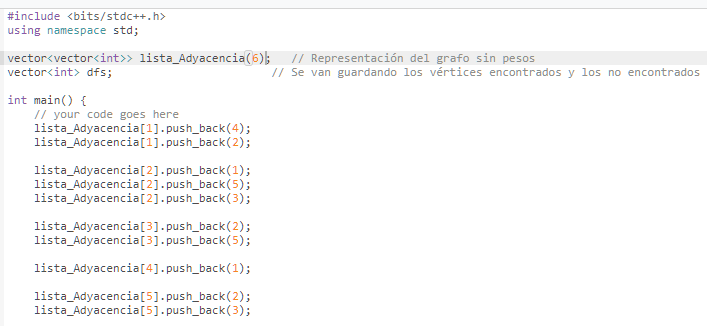 #include <bits/stdc++.h>
using namespace std;
vector<vector<int>> lista_Adyacencia(6);   // Representación del grafo sin pesos
vector<int> dfs;                        // Se van guardando los vértices encontrados y los no encontrados
int main() {
    // your code goes here
    lista_Adyacencia[1].push_back(4);
    lista_Adyacencia[1].push_back(2);
    lista_Adyacencia[2].push_back(1);
    lista_Adyacencia[2].push_back(5);
    lista_Adyacencia[2].push_back(3);
    lista_Adyacencia[3].push_back(2);
    lista_Adyacencia[3].push_back(5);
    lista_Adyacencia[4].push_back(1);
    lista_Adyacencia[5].push_back(2);
    lista_Adyacencia[5].push_back(3);